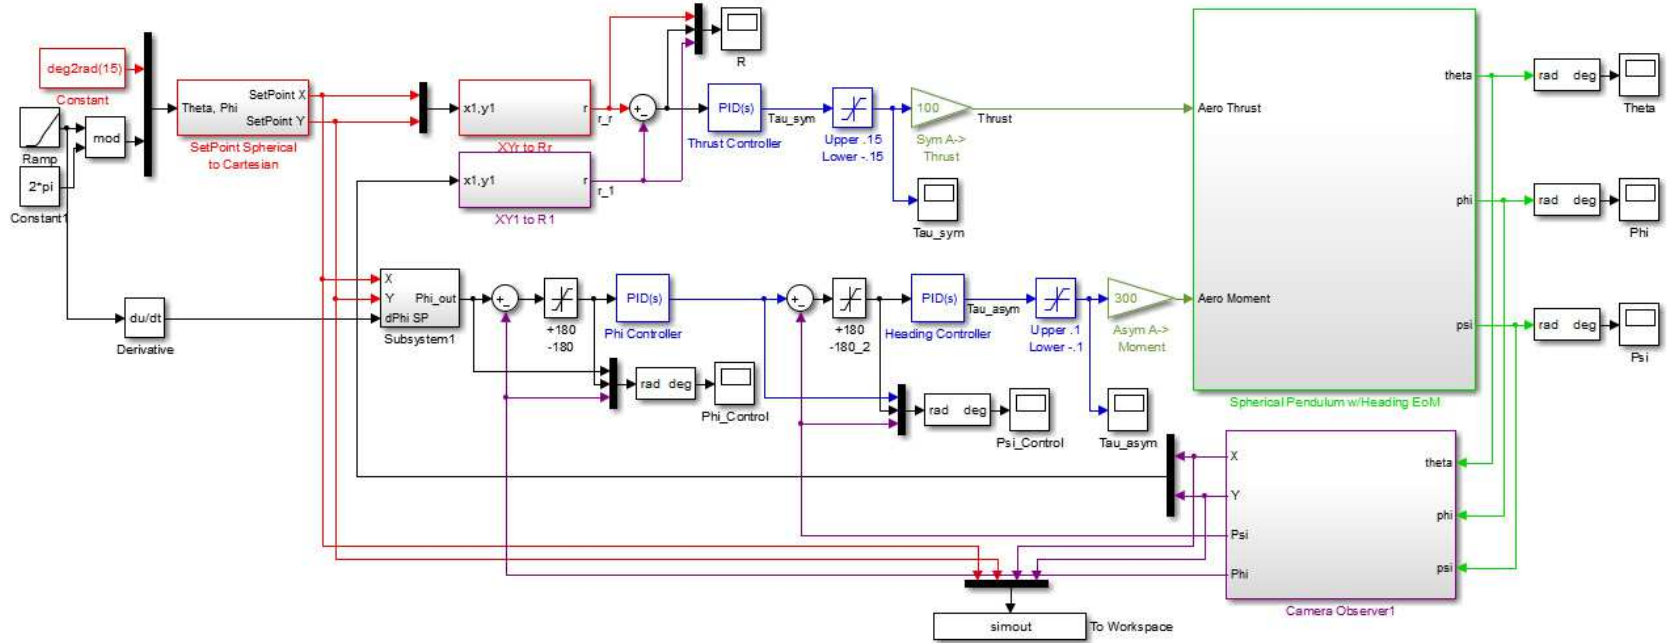 deg2rad(15)
Constant
Ramp
mod
2*pi
Constant1
Theta, Phi
SetPoint X
SetPoint Y
SetPoint Spherical
to Cartesian
x1,y1
r
r_r
XYr to Rr
x1,y1
r
r_1
XY1 to R1
R
+
-
PID(s)
Tau_sym
Thrust Controller
Upper .15
Lower -.15
Tau_sym
100
Thrust
Sym A->
Thrust
Aero Thrust
Aero Moment
theta
phi
psi
Spherical Pendulum w/Heading EoM
rad deg
Theta
rad deg
Phi
rad deg
Psi
du/dt
Derivative
X
Y
dPhi SP
Phi_out
Subsystem1
+
-
+180
-180
PID(s)
Phi Controller
rad deg
Phi_Control
+
-
+180
-180_2
PID(s)
Tau_asym
Heading Controller
rad deg
Psi_Control
Upper .1
Lower -.1
Tau_asym
300
Asym A->
Moment
X
Y
Psi
Phi
theta
phi
psi
Camera Observer1
simout
To Workspace